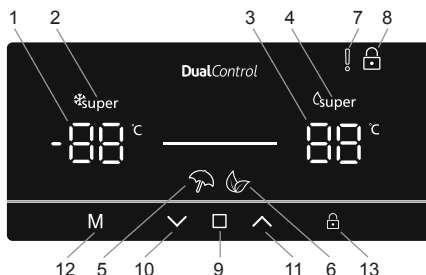 1 2 3 4 7 8
DualControl
super super
-88 °C 88 °C
M
12 5 10 9 11 6 13